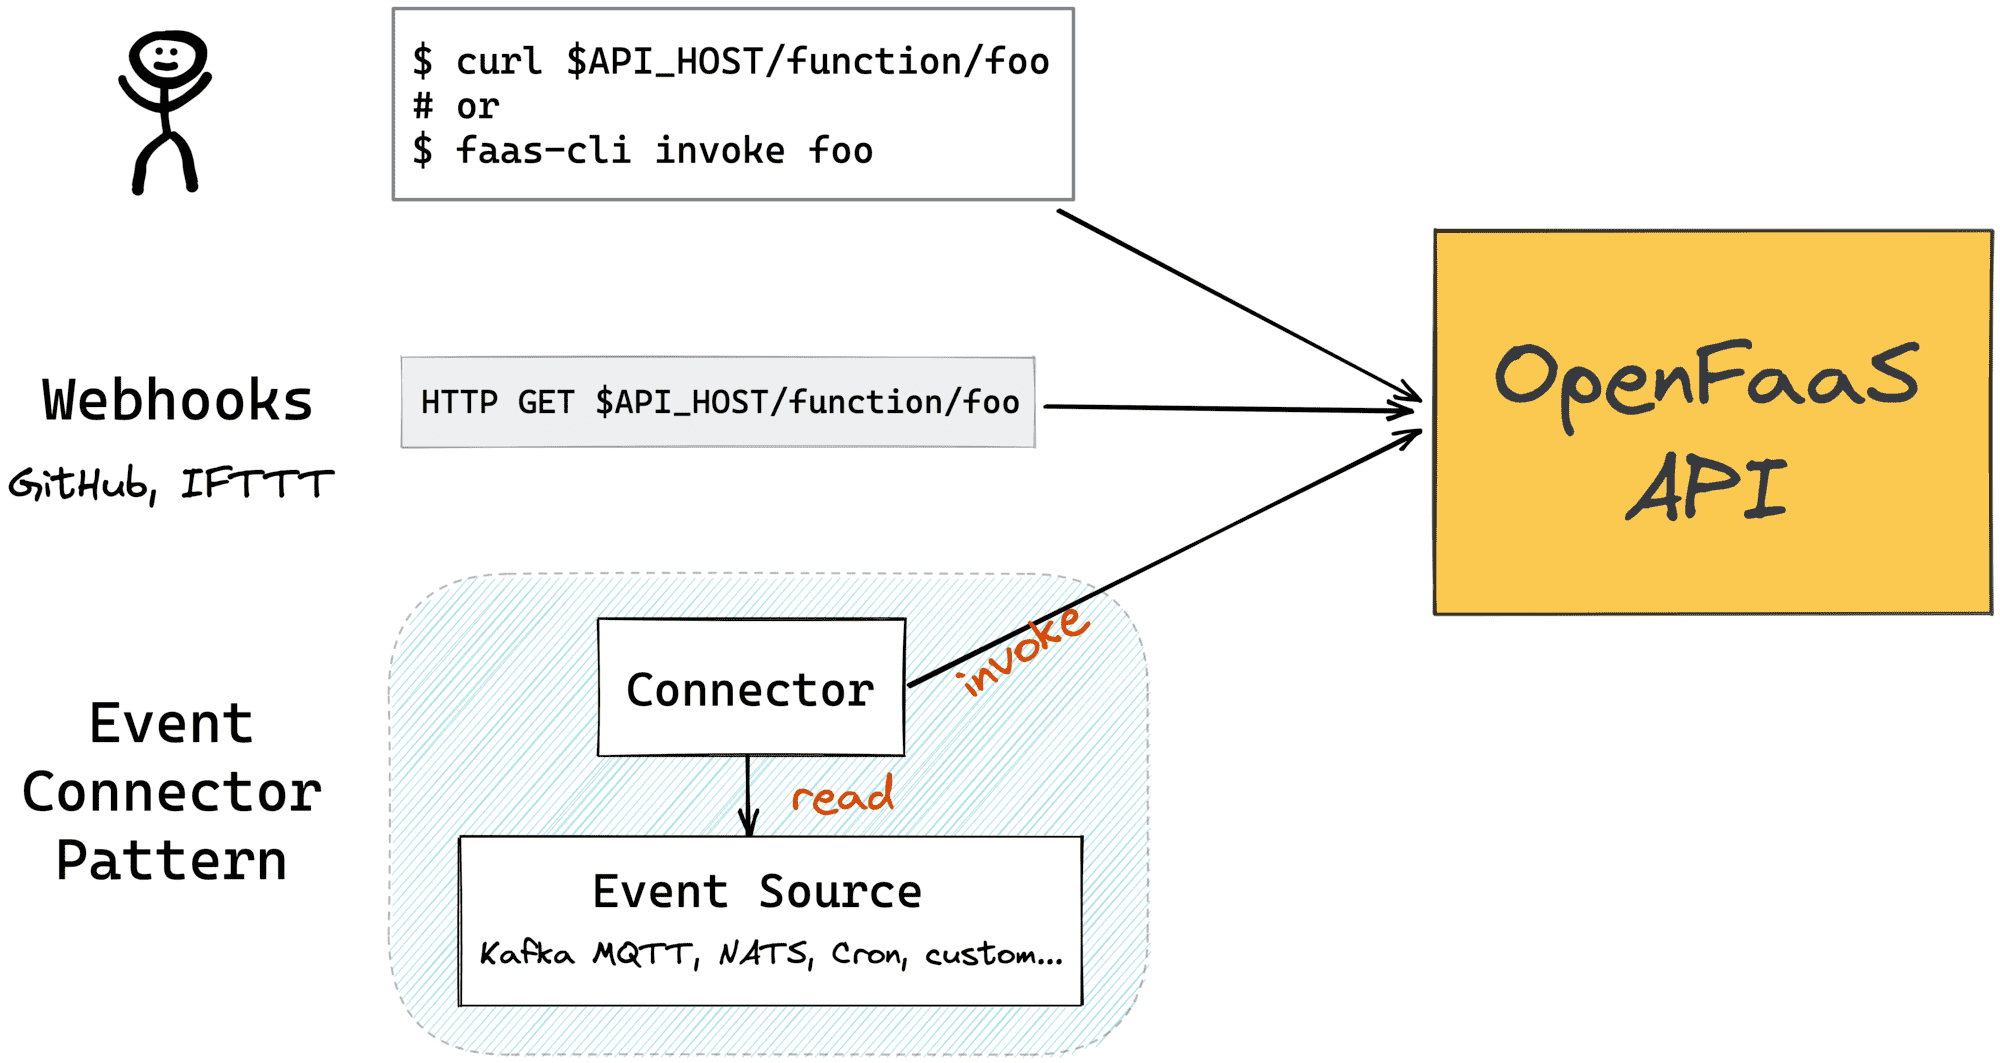 $ curl $API_HOST/function/foo
# or
$ faas-cli invoke foo
Webhooks
GitHub, IFTTT
HTTP GET $API_HOST/function/foo
OpenFaaS
API
Event
Connector
Pattern
Connector
invoke
read
Event Source
Kafka MQTT, NATS, Cron, custom...